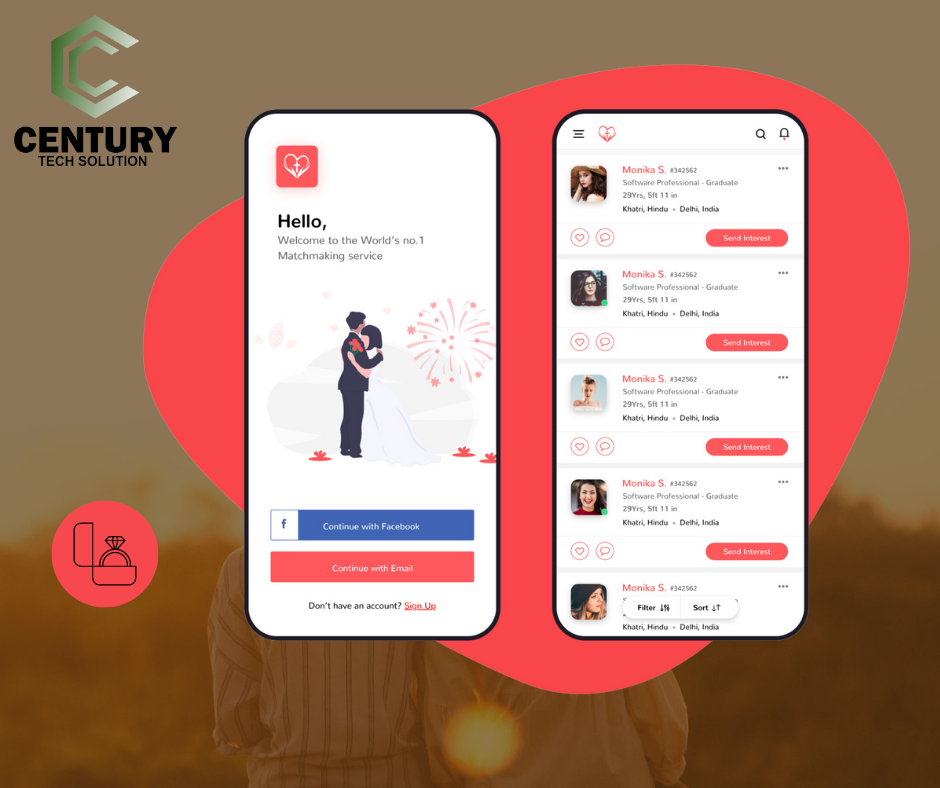 CENTURY
TECH SOLUTION
Hello,
Welcome to the World's no.1
Matchmaking service
f
Continue with Facebook
Continue with Email
Don't have an account? Sign Up
Monika S. #342562
Software Professional - Graduate
29Yrs, 5ft 11 in
Khatri, Hindu • Delhi, India
Send Interest
Monika S. #342562
Software Professional - Graduate
29Yrs, 5ft 11 in
Khatri, Hindu • Delhi, India
Send Interest
Monika S. #342562
Software Professional - Graduate
29Yrs, 5ft 11 in
Khatri, Hindu • Delhi, India
Send Interest
Monika S. #342562
Software Professional - Graduate
29Yrs, 5ft 11 in
Khatri, Hindu • Delhi, India
Send Interest
Monika S. #342562
Filter Sort
Khatri, Hindu • Delhi, India